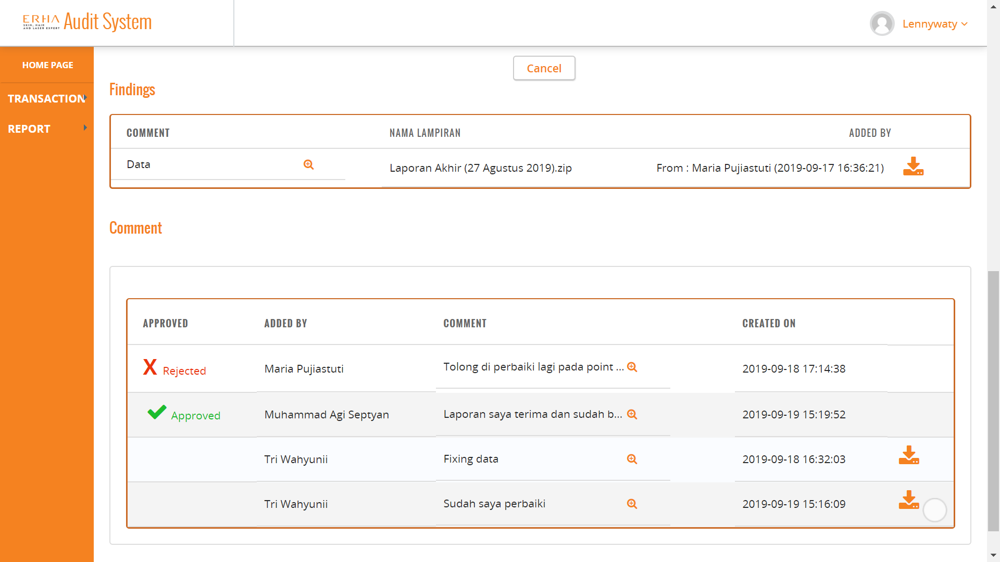 ERHA
SKIN, HAIR
AND LASER EXPERT
Audit System
Lennywaty
HOME PAGE
TRANSACTION
REPORT
Cancel
Findings
COMMENT NAMA LAMPIRAN ADDED BY
Data Laporan Akhir (27 Agustus 2019).zip From : Maria Pujiastuti (2019-09-17 16:36:21)
Comment
APPROVED ADDED BY COMMENT CREATED ON
X Rejected Maria Pujiastuti Tolong di perbaiki lagi pada point ... 2019-09-18 17:14:38
Approved Muhammad Agi Septyan Laporan saya terima dan sudah b... 2019-09-19 15:19:52
Tri Wahyunii Fixing data 2019-09-18 16:32:03
Tri Wahyunii Sudah saya perbaiki 2019-09-19 15:16:09